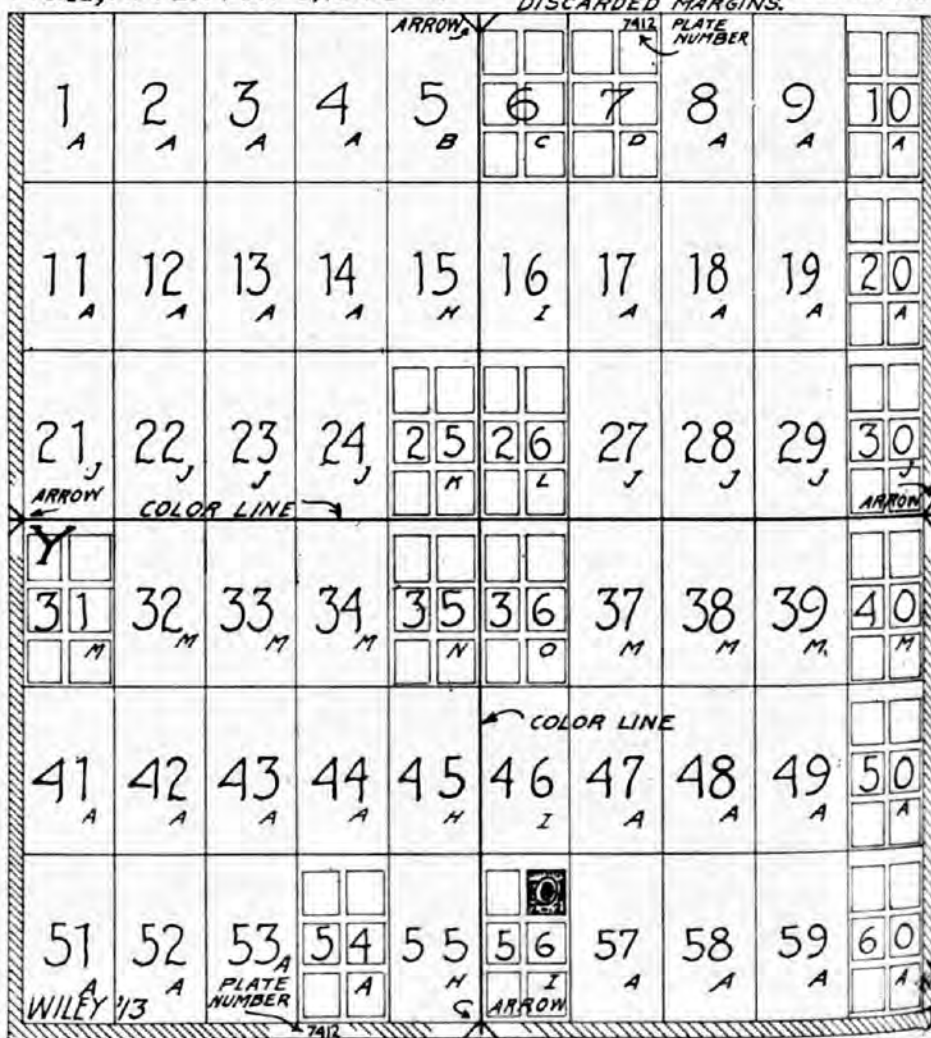 DISCARDED MARGINS.
ARROW 7412 PLATE NUMBER
1 2 3 4 5 6 7 8 9 10
A A A A B C D A A A
11 12 13 14 15 16 17 18 19 20
A A A A H I A A A A
21 22 23 24 25 26 27 28 29 30
J J J J K L J J J J
ARROW COLOR LINE ARROW
Y
31 32 33 34 35 36 37 38 39 40
M M M M N O M M M M
COLOR LINE
41 42 43 44 45 46 47 48 49 50
A A A A H I A A A A
51 52 53 54 55 56 57 58 59 60
A A A A H I A A A A
WILEY '13 PLATE NUMBER ARROW
7412